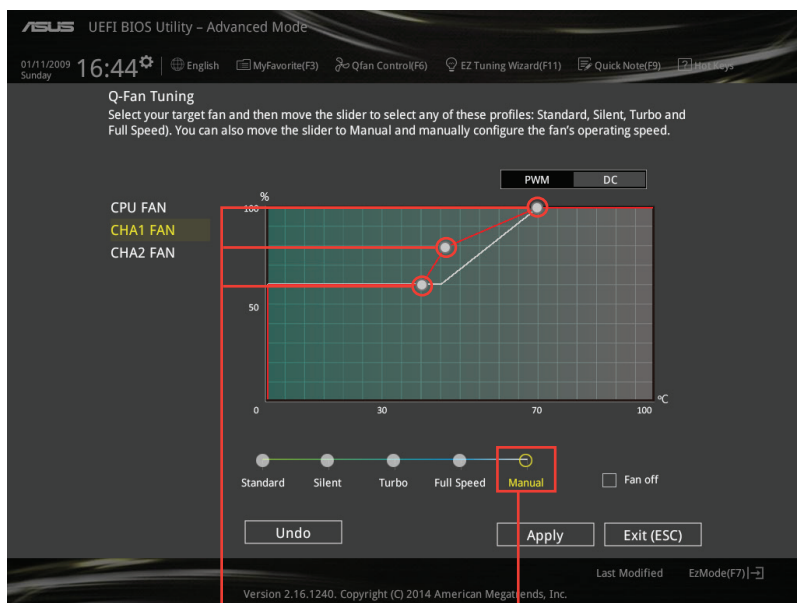 ASUS UEFI BIOS Utility – Advanced Mode
01/11/2009 Sunday 16:44 English MyFavorite(F3) Qfan Control(F6) EZ Tuning Wizard(F11) Quick Note(F9) ? Hot Keys
Q-Fan Tuning
Select your target fan and then move the slider to select any of these profiles: Standard, Silent, Turbo and
Full Speed). You can also move the slider to Manual and manually configure the fan's operating speed.
PWM DC
CPU FAN
CHA1 FAN
CHA2 FAN
%
100
50
0 30 70 100 °C
Standard Silent Turbo Full Speed Manual
Fan off
Undo Apply Exit (ESC)
Last Modified EzMode(F7)
Version 2.16.1240. Copyright (C) 2014 American Megatrends, Inc.